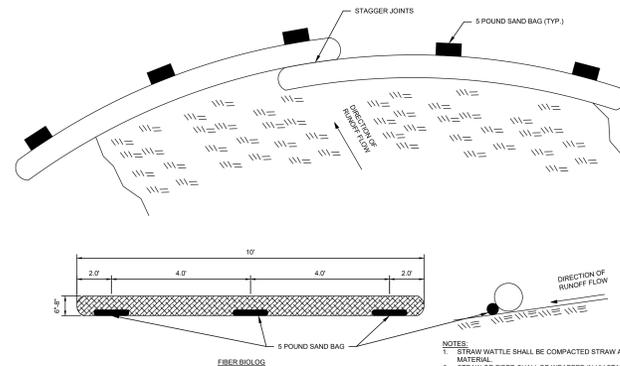 STAGGER JOINTS
5 POUND SAND BAG (TYP.)
DIRECTION OF
RUNOFF FLOW
10'
2.0'
4.0'
4.0'
2.0'
6"-8"
DIRECTION OF
RUNOFF FLOW
5 POUND SAND BAG
FIBER BIOLOG
NOTES:
1. STRAW WATTLE SHALL BE COMPACTED STRAW A
MATERIAL.